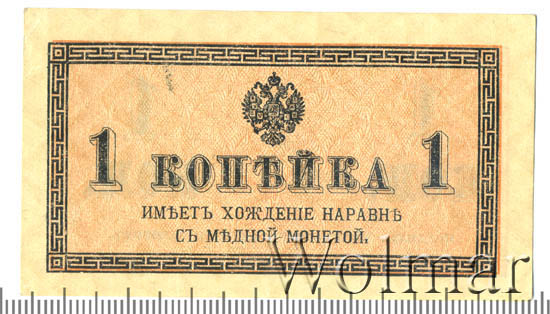 1 КОПѢЙКА 1
ИМѢЕТЪ ХОЖДЕНІЕ НАРАВНѢ
СЪ МѢДНОЙ МОНЕТОЙ.
Wolmar